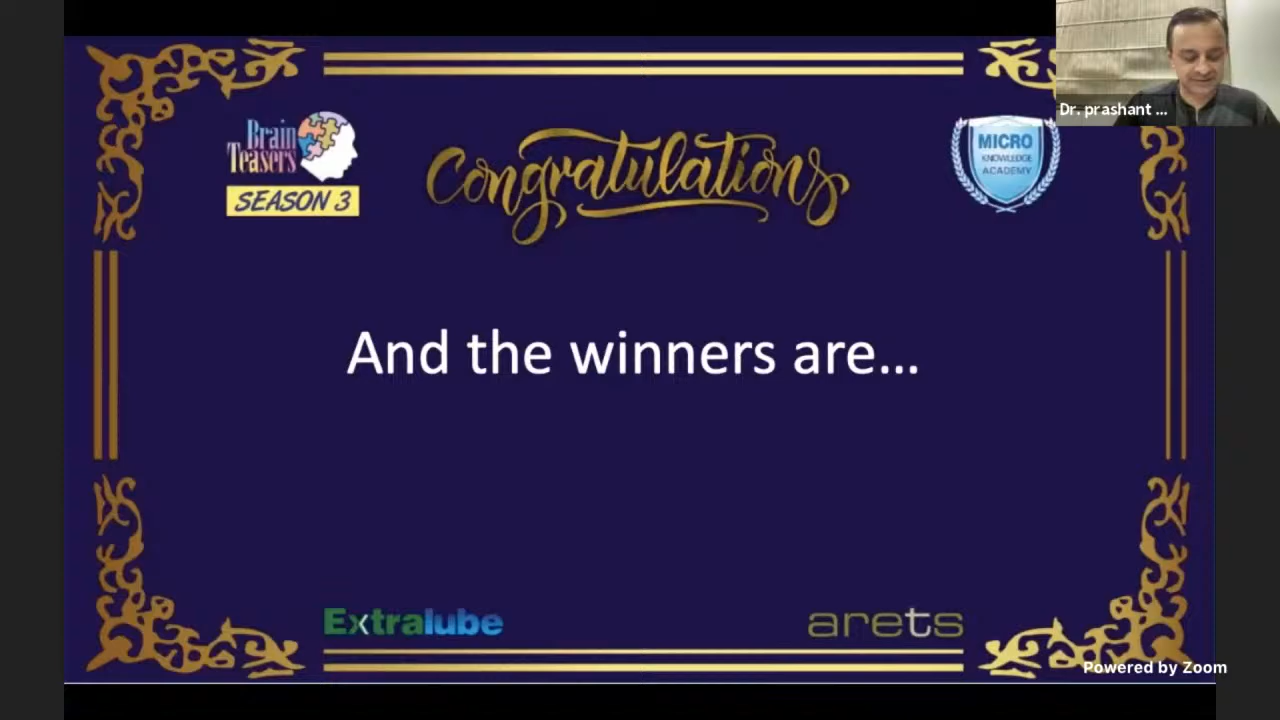 Dr. prashant ...
Brain
Teasers
SEASON 3
Congratulations
MICRO
KNOWLEDGE
ACADEMY
And the winners are...
Extralube
arets
Powered by Zoom